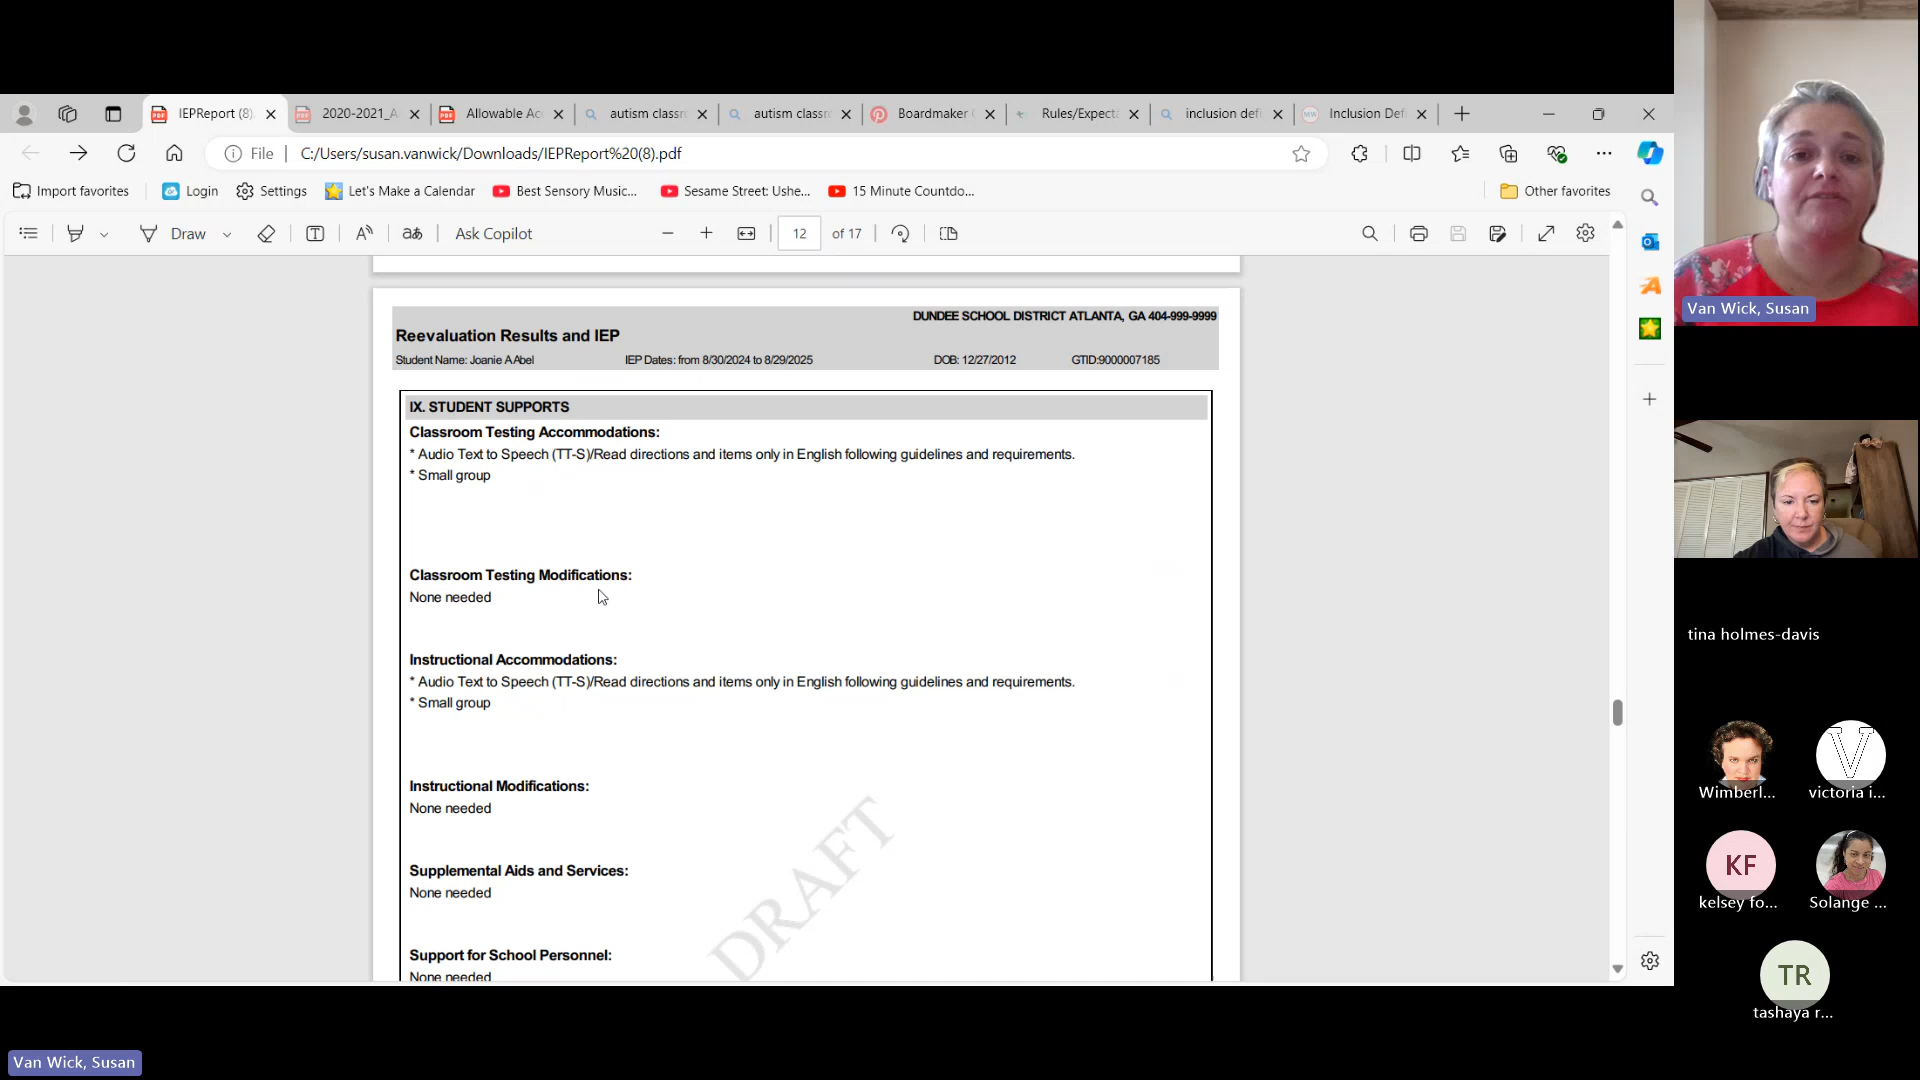 IEPReport (8)
2020-2021_A
Allowable Ac
autism classr
autism classr
Boardmaker
Rules/Expecta
inclusion defi
Inclusion Def
File
C:/Users/susan.vanwick/Downloads/IEPReport%20(8).pdf
Import favorites
Login
Settings
Let's Make a Calendar
Best Sensory Music...
Sesame Street: Ushe...
15 Minute Countdo...
Other favorites
Draw
Ask Copilot
12 of 17
DUNDEE SCHOOL DISTRICT ATLANTA, GA 404-999-9999
Reevaluation Results and IEP
Student Name: Joanie A Abel IEP Dates: from 8/30/2024 to 8/29/2025 DOB: 12/27/2012 GTID:9000007185
IX. STUDENT SUPPORTS
Classroom Testing Accommodations:
* Audio Text to Speech (TT-S)/Read directions and items only in English following guidelines and requirements.
* Small group
Classroom Testing Modifications:
None needed
Instructional Accommodations:
* Audio Text to Speech (TT-S)/Read directions and items only in English following guidelines and requirements.
* Small group
Instructional Modifications:
None needed
Supplemental Aids and Services:
None needed
Support for School Personnel:
None needed
DRAFT
Van Wick, Susan
tina holmes-davis
Wimberl...
V
victoria i...
KF
kelsey fo...
Solange ...
TR
tashaya r...
Van Wick, Susan